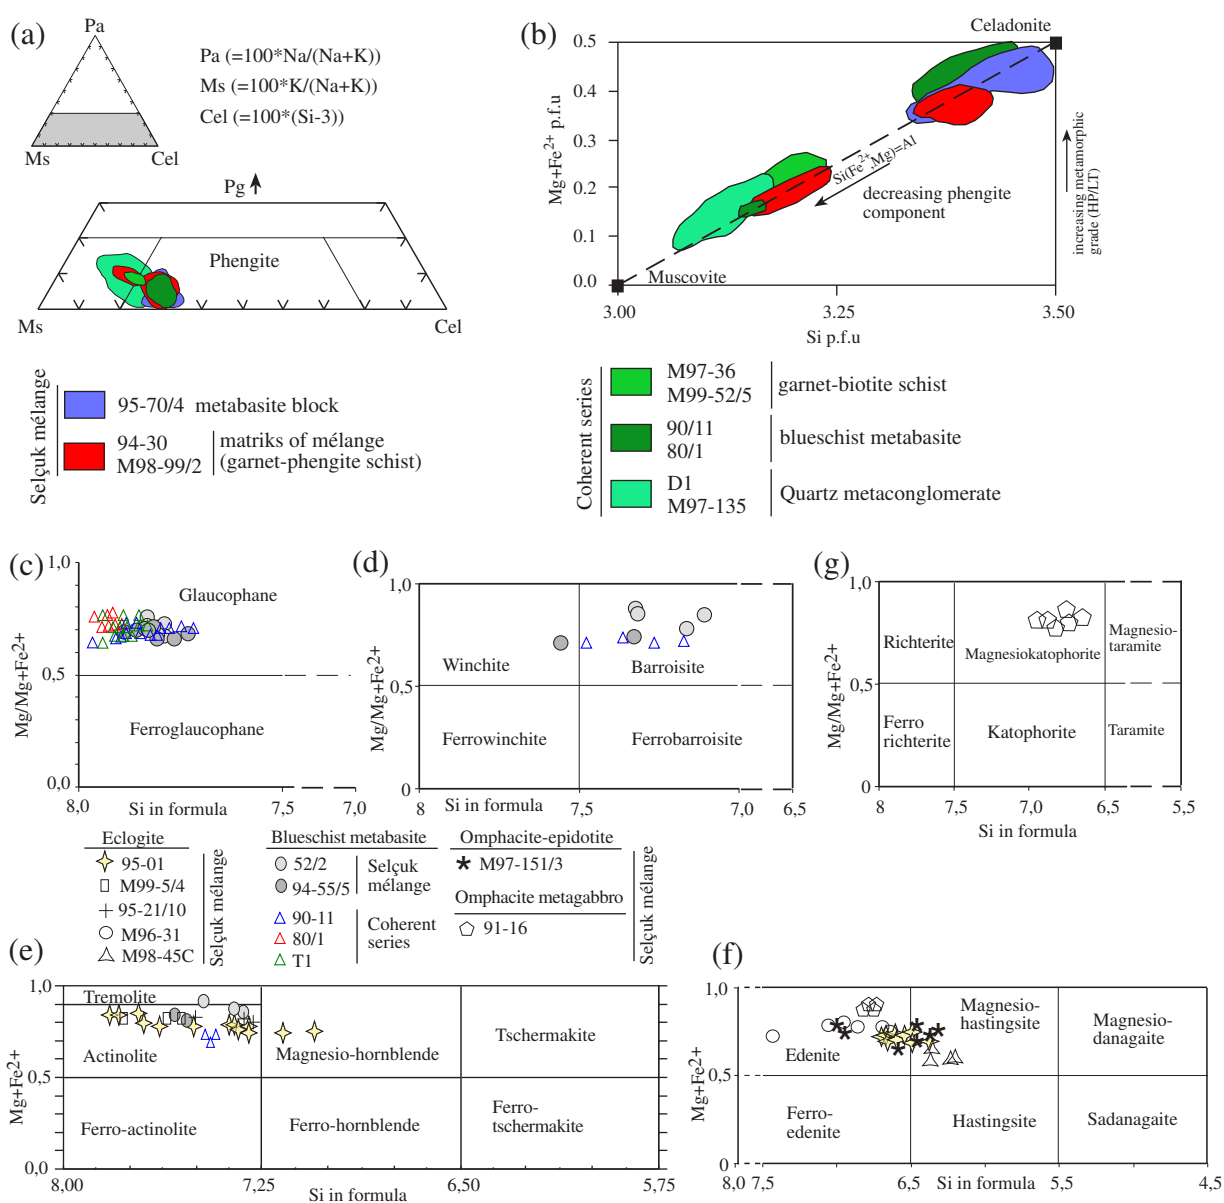 (a)
Pa
Pa (=100*Na/(Na+K))
Ms (=100*K/(Na+K))
Cel (=100*(Si-3))
Ms
Cel
Pg
Phengite
Ms
Cel
(b)
Celadonite
0.5
0.4
0.3
0.2
0.1
0.0
Mg+Fe2+ p.f.u
Si(Fe2+.Mg)=Al
decreasing phengite
component
Muscovite
increasing metamorphic
grade (HP/LT)
3.00
3.25
3.50
Si p.f.u
Selçuk mélange
95-70/4 metabasite block
94-30
M98-99/2
matriks of mélange
(garnet-phengite schist)
Coherent series
M97-36
M99-52/5
garnet-biotite schist
90/11
80/1
blueschist metabasite
D1
M97-135
Quartz metaconglomerate
(c)
1,0
0,5
0,0
Mg/Mg+Fe2+
Glaucophane
Ferroglaucophane
8,0
7,5
7,0
Si in formula
(d)
1,0
0,5
0
Mg/Mg+Fe2+
Winchite
Barroisite
Ferrowinchite
Ferrobarroisite
8
7,5
7,0
6,5
Si in formula
(g)
1,0
0,5
0
Mg/Mg+Fe2+
Richterite
Magnesiokatophorite
Magnesio-
taramite
Ferro
richterite
Katophorite
Taramite
8
7,5
7,0
6,5
5,5
Si in formula
Eclogite
95-01
M99-5/4
95-21/10
M96-31
M98-45C
Selçuk mélange
Blueschist metabasite
52/2
94-55/5
Selçuk
mélange
90-11
80/1
T1
Coherent
series
Omphacite-epidotite
M97-151/3
Omphacite metagabbro
91-16
Selçuk mélange
(e)
1,0
0,5
0,0
Mg+Fe2+
Tremolite
Actinolite
Magnesio-hornblende
Tschermakite
Ferro-actinolite
Ferro-hornblende
Ferro-
tschermakite
8,00
7,25
6,50
5,75
Si in formula
(f)
1,0
0,5
0
Mg+Fe2+
Edenite
Magnesio-
hastingsite
Magnesio-
danagaite
Ferro-
edenite
Hastingsite
Sadanagaite
8,0
7,5
6,5
5,5
4,5
Si in formula